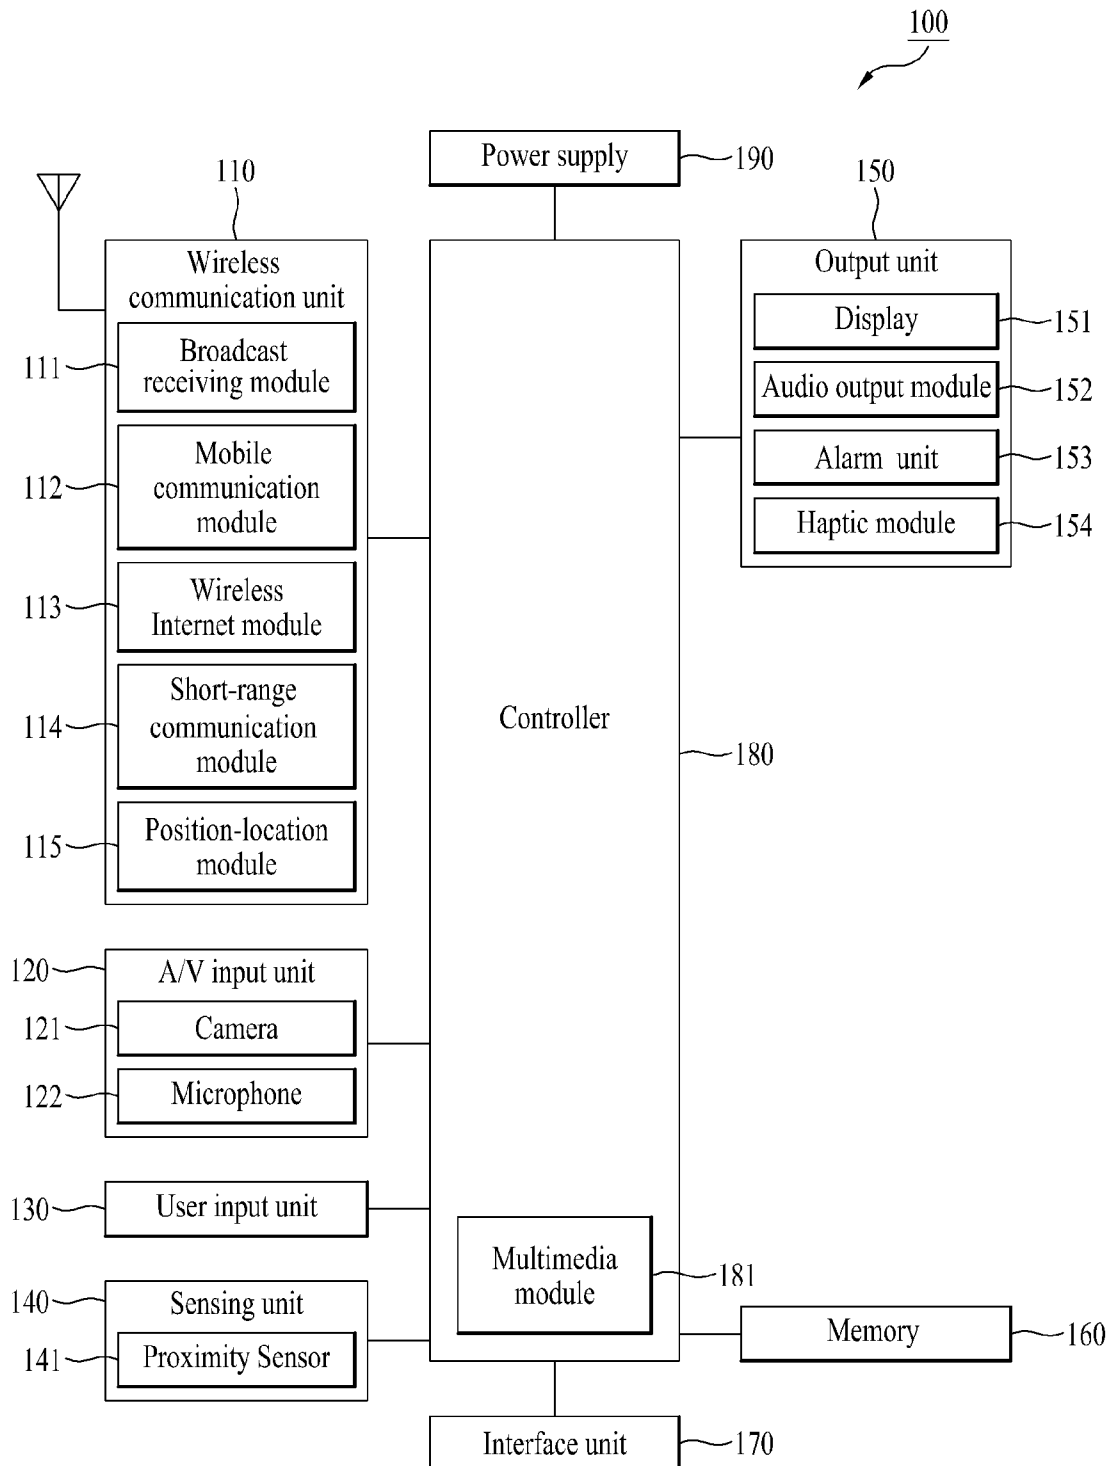 100
Power supply
190
110
Wireless
communication unit
111
Broadcast
receiving module
112
Mobile
communication
module
113
Wireless
Internet module
114
Short-range
communication
module
115
Position-location
module
120
A/V input unit
121
Camera
122
Microphone
130
User input unit
140
Sensing unit
141
Proximity Sensor
Controller
180
Multimedia
module
181
150
Output unit
Display
151
Audio output module
152
Alarm unit
153
Haptic module
154
Memory
160
Interface unit
170